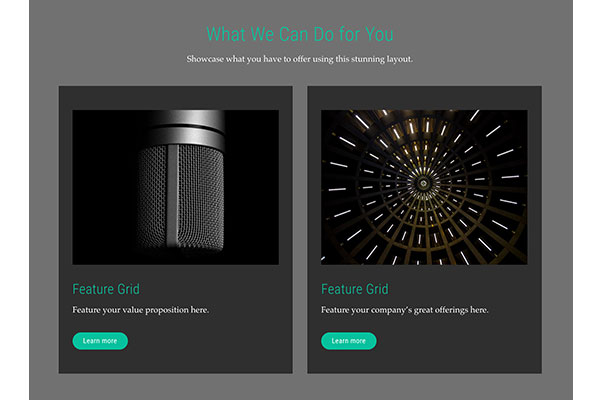 What We Can Do for You
Showcase what you have to offer using this stunning layout.
Feature Grid
Feature your value proposition here.
Learn more
Feature Grid
Feature your company's great offerings here.
Learn more